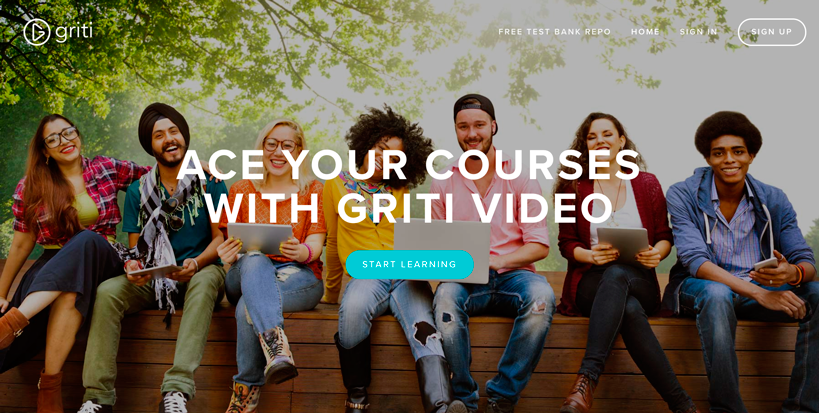 griti
FREE TEST BANK REPO HOME SIGN IN SIGN UP
ACE YOUR COURSES
WITH GRITI VIDEO
START LEARNING